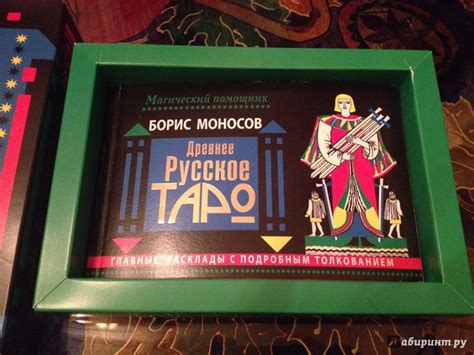 Магический помощник
БОРИС МОНОСОВ
Древнее
Русское
ТАРО
ГЛАВНЫЕ РАСКЛАДЫ С ПОДРОБНЫМ ТОЛКОВАНИЕМ
абиринт.ру